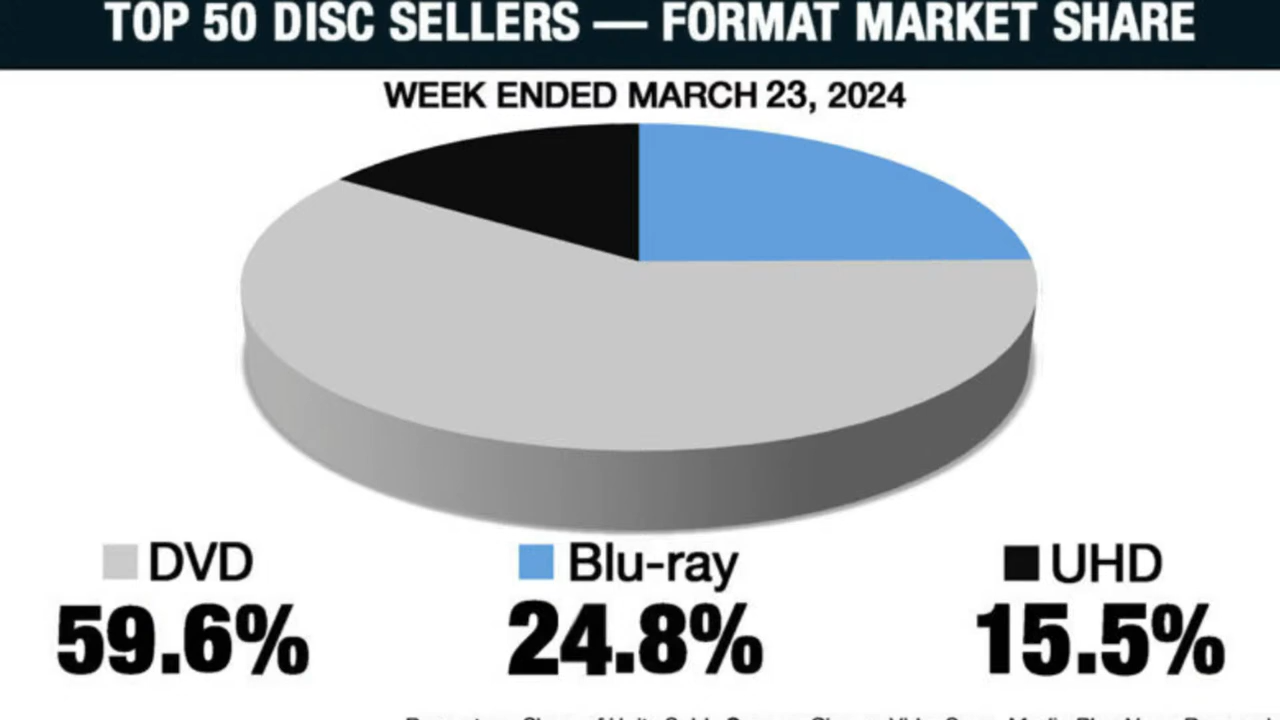 TOP 50 DISC SELLERS — FORMAT MARKET SHARE
WEEK ENDED MARCH 23, 2024
DVD
59.6%
Blu-ray
24.8%
UHD
15.5%